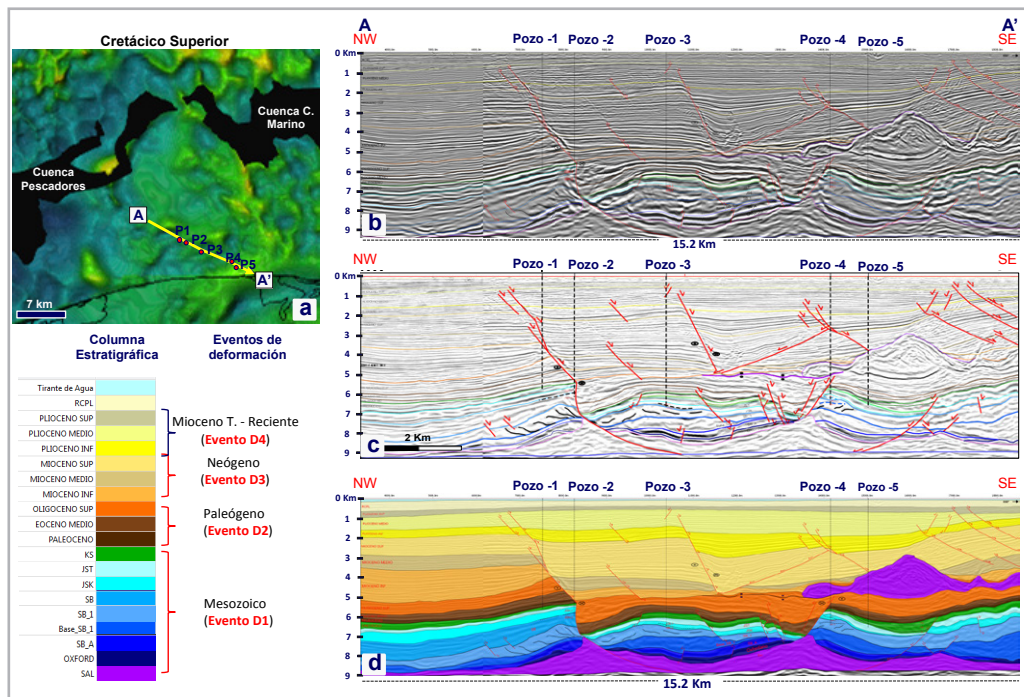 Cretácico Superior
Cuenca C.
Marino
Cuenca
Pescadores
A
P1
P2
P3
P4
P5
A'
7 km
a
Columna
Estratigráfica
Eventos de
deformación
Tirante de Agua
RCPL
PLIOCENO SUP
PLIOCENO MEDIO
PLIOCENO INF
MIOCENO SUP
MIOCENO MEDIO
MIOCENO INF
OLIGOCENO SUP
EOCENO MEDIO
PALEOCENO
KS
JST
JSK
SB
SB_1
Base_SB_1
SB_A
OXFORD
SAL
Mioceno T. - Reciente
(Evento D4)
Neógeno
(Evento D3)
Paleógeno
(Evento D2)
Mesozoico
(Evento D1)
A
A'
NW
SE
Pozo -1 Pozo -2 Pozo -3 Pozo -4 Pozo -5
0 Km
1
2
3
4
5
6
7
8
9
b
15.2 Km
NW
SE
Pozo -1 Pozo -2 Pozo -3 Pozo -4 Pozo -5
0 Km
1
2
3
4
5
6
7
8
9
c
2 Km
NW
SE
Pozo -1 Pozo -2 Pozo -3 Pozo -4 Pozo -5
0 Km
1
2
3
4
5
6
7
8
9
d
15.2 Km